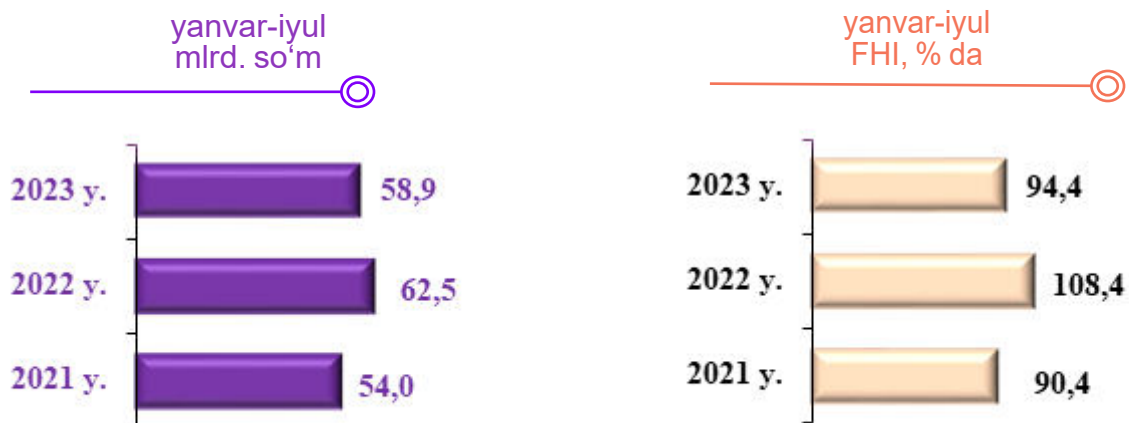 yanvar-iyul
mlrd. so‘m
2023 y. 58,9
2022 y. 62,5
2021 y. 54,0
yanvar-iyul
FHI, % da
2023 y. 94,4
2022 y. 108,4
2021 y. 90,4